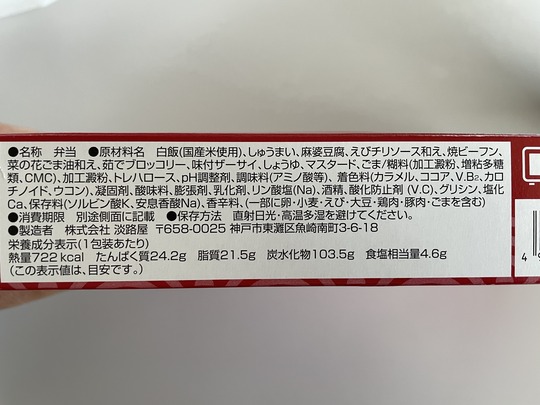 ●名称　弁当　●原材料名　白飯(国産米使用)、しゅうまい、麻婆豆腐、えびチリソース和え、焼ビーフン、
菜の花ごま油和え、茹でブロッコリー、味付ザーサイ、しょうゆ、マスタード、ごま/糊料(加工澱粉、増粘多糖
類、CMC)、加工澱粉、トレハロース、pH調整剤、調味料(アミノ酸等)、着色料(カラメル、ココア、V.B₂、カロ
チノイド、ウコン)、凝固剤、酸味料、膨張剤、乳化剤、リン酸塩(Na)、酒精、酸化防止剤(V.C)、グリシン、塩化
Ca、保存料(ソルビン酸K、安息香酸Na)、香辛料、(一部に卵・小麦・えび・大豆・鶏肉・豚肉・ごまを含む)
●消費期限　別途側面に記載　●保存方法　直射日光・高温多湿を避けてください。
●製造者　株式会社 淡路屋　〒658-0025 神戸市東灘区魚崎南町3-6-18
栄養成分表示(1包装あたり)
熱量722kcal　たんぱく質24.2g　脂質21.5g　炭水化物103.5g　食塩相当量4.6g
(この表示値は、目安です。)
4